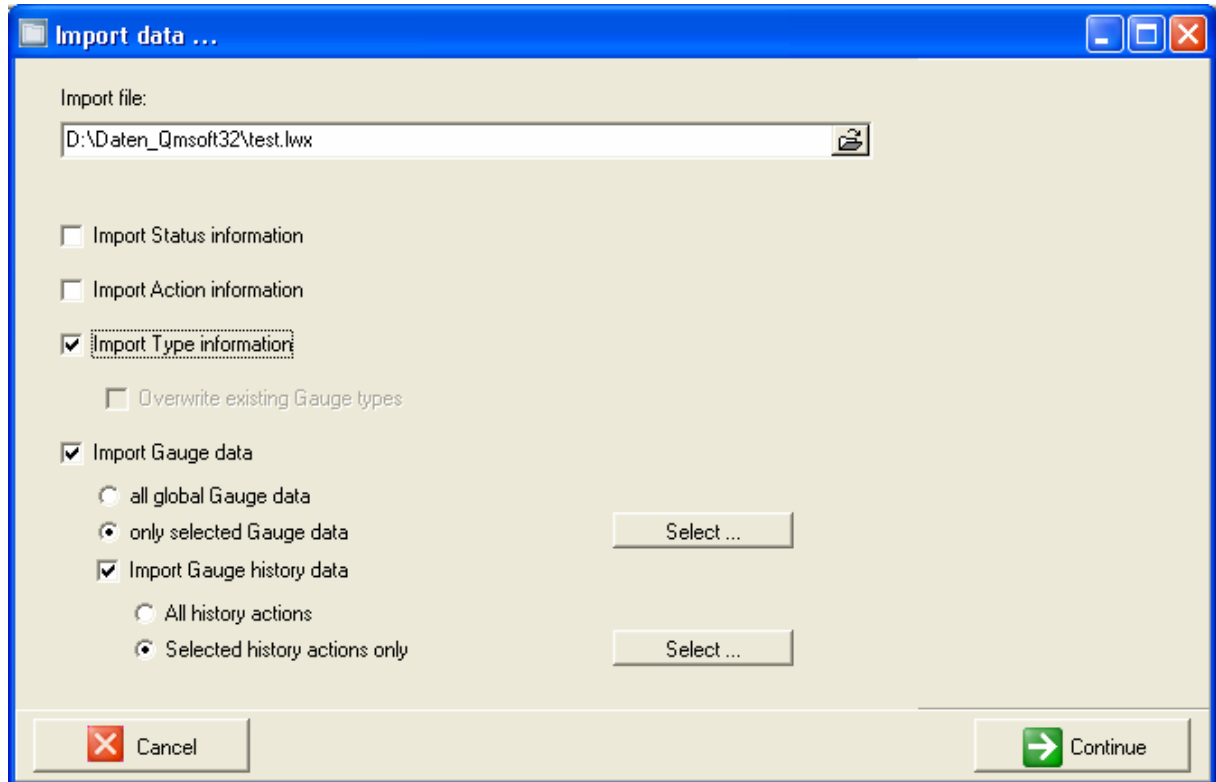 Import data ...
Import file:
D:\Daten_Qmsoft32\test.lwx
Import Status information
Import Action information
Import Type information
Overwrite existing Gauge types
Import Gauge data
all global Gauge data
only selected Gauge data Select ...
Import Gauge history data
All history actions
Selected history actions only Select ...
Cancel Continue